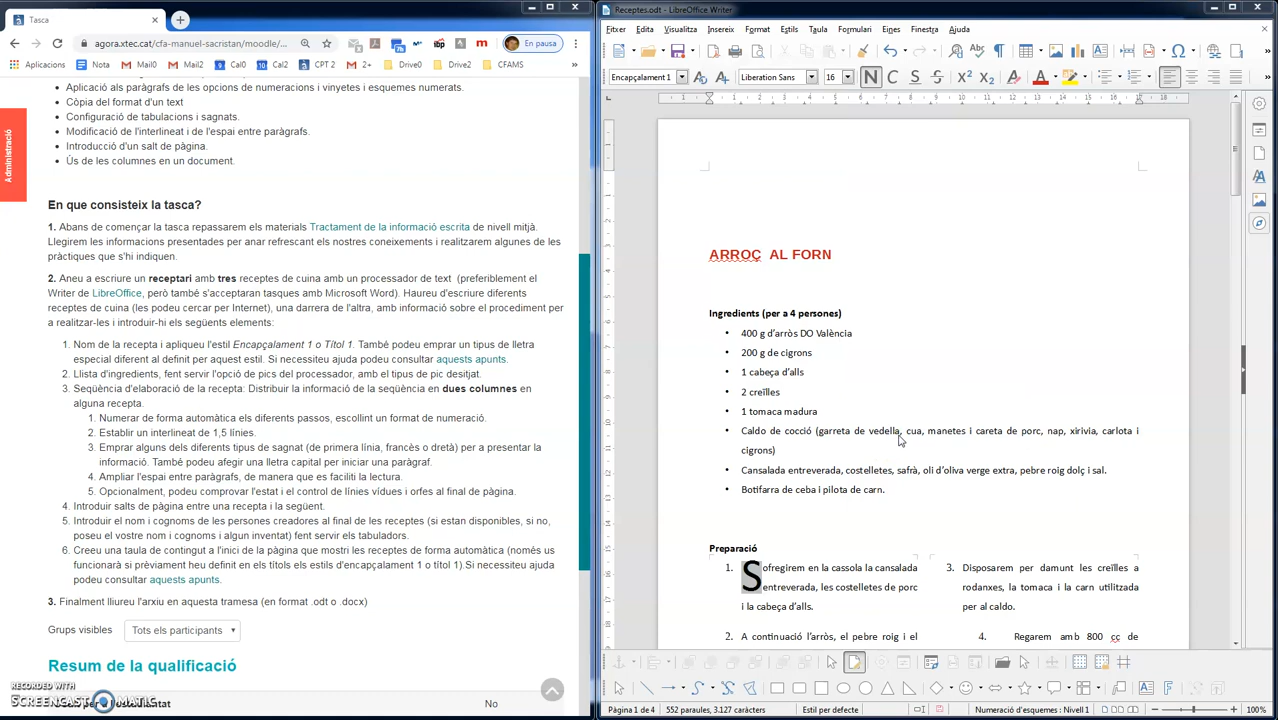 Tasca
agora.xtec.cat/cfa-manuel-sacristan/moodle/...
En pausa
Aplicacions
Nota
Mail0
Mail2
Cal0
Cal2
CPT 2
2+
Drive0
Drive2
CFAMS
Administració
Aplicació als paràgrafs de les opcions de numeracions i vinyetes i esquemes numerats.
Còpia del format d'un text
Configuració de tabulacions i sagnats.
Modificació de l'interlineat i de l'espai entre paràgrafs.
Introducció d'un salt de pàgina.
Ús de les columnes en un document.
En que consisteix la tasca?
1. Abans de començar la tasca repassarem els materials Tractament de la informació escrita de nivell mitjà.
Llegirem les informacions presentades per anar refrescant els nostres coneixements i realitzarem algunes de les
pràctiques que s'hi indiquen.
2. Aneu a escriure un receptari amb tres receptes de cuina amb un processador de text (preferiblement el
Writer de LibreOffice, però també s'acceptaran tasques amb Microsoft Word). Haureu d'escriure diferents
receptes de cuina (les podeu cercar per Internet), una darrera de l'altra, amb informació sobre el procediment per
a realitzar-les i introduir-hi els següents elements:
1. Nom de la recepta i apliqueu l'estil Encapçalament 1 o Títol 1. També podeu emprar un tipus de lletra
especial diferent al definit per aquest estil. Si necessiteu ajuda podeu consultar aquests apunts.
2. Llista d'ingredients, fent servir l'opció de pics del processador, amb el tipus de pic desitjat.
3. Seqüència d'elaboració de la recepta: Distribuir la informació de la seqüència en dues columnes en
alguna recepta.
1. Numerar de forma automàtica els diferents passos, escollint un format de numeració.
2. Establir un interlineat de 1,5 línies.
3. Emprar alguns dels diferents tipus de sagnat (de primera línia, francès o dretà) per a presentar la
informació. També podeu afegir una lletra capital per iniciar una paràgraf.
4. Ampliar l'espai entre paràgrafs, de manera que es faciliti la lectura.
5. Opcionalment, podeu comprovar l'estat i el control de línies vídues i orfes al final de pàgina.
4. Introduir salts de pàgina entre una recepta i la següent.
5. Introduir el nom i cognoms de les persones creadores al final de les receptes (si estan disponibles, si no,
poseu el vostre nom i cognoms i algun inventat) fent servir els tabuladors.
6. Creeu una taula de contingut a l'inici de la pàgina que mostri les receptes de forma automàtica (només us
funcionarà si prèviament heu definit en els títols els estils d'encapçalament 1 o títol 1).Si necessiteu ajuda
podeu consultar aquests apunts.
3. Finalment lliureu l'arxiu en aquesta tramesa (en format .odt o .docx)
Grups visibles Tots els participants
Resum de la qualificació
No
RECORDED WITH
SCREENCAST MATIC
Receptes.odt - LibreOffice Writer
Fitxer Edita Visualitza Insereix Format Estils Taula Formulari Eines Finestra Ajuda
Encapçalament 1
Liberation Sans
16
ARROÇ AL FORN
Ingredients (per a 4 persones)
• 400 g d'arròs DO València
• 200 g de cigrons
• 1 cabeça d'alls
• 2 creïlles
• 1 tomaca madura
• Caldo de cocció (garreta de vedella, cua, manetes i careta de porc, nap, xirivia, carlota i
cigrons)
• Cansalada entreverada, costelletes, safrà, oli d'oliva verge extra, pebre roig dolç i sal.
• Botifarra de ceba i pilota de carn.
Preparació
1. Sofregirem en la cassola la cansalada
entreverada, les costelletes de porc
i la cabeça d'alls.
2. A continuació l'arròs, el pebre roig i el
3. Disposarem per damunt les creïlles a
rodanxes, la tomaca i la carn utilitzada
per al caldo.
4. Regarem amb 800 cc de
Pàgina 1 de 4
552 paraules, 3.127 caràcters
Estil per defecte
Numeració d'esquemes : Nivell 1
100%